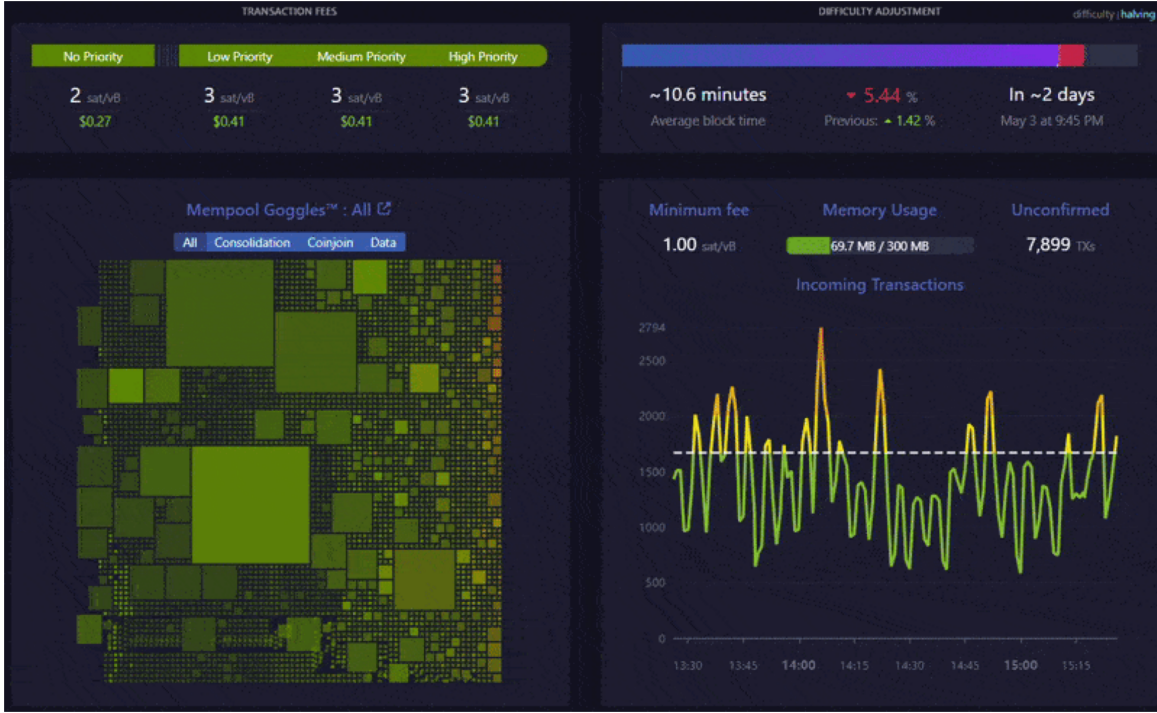 TRANSACTION FEES
No Priority Low Priority Medium Priority High Priority
2 sat/vB 3 sat/vB 3 sat/vB 3 sat/vB
$0.27 $0.41 $0.41 $0.41
DIFFICULTY ADJUSTMENT
difficulty | halving
~10.6 minutes 5.44 % In ~2 days
Average block time Previous: 1.42 % May 3 at 9:45 PM
Mempool Goggles™ : All
All Consolidation Coinjoin Data
Minimum fee Memory Usage Unconfirmed
1.00 sat/vB 69.7 MB / 300 MB 7,899 TXs
Incoming Transactions
2794
2500
2000
1500
1000
500
0
13:30 13:45 14:00 14:15 14:30 14:45 15:00 15:15